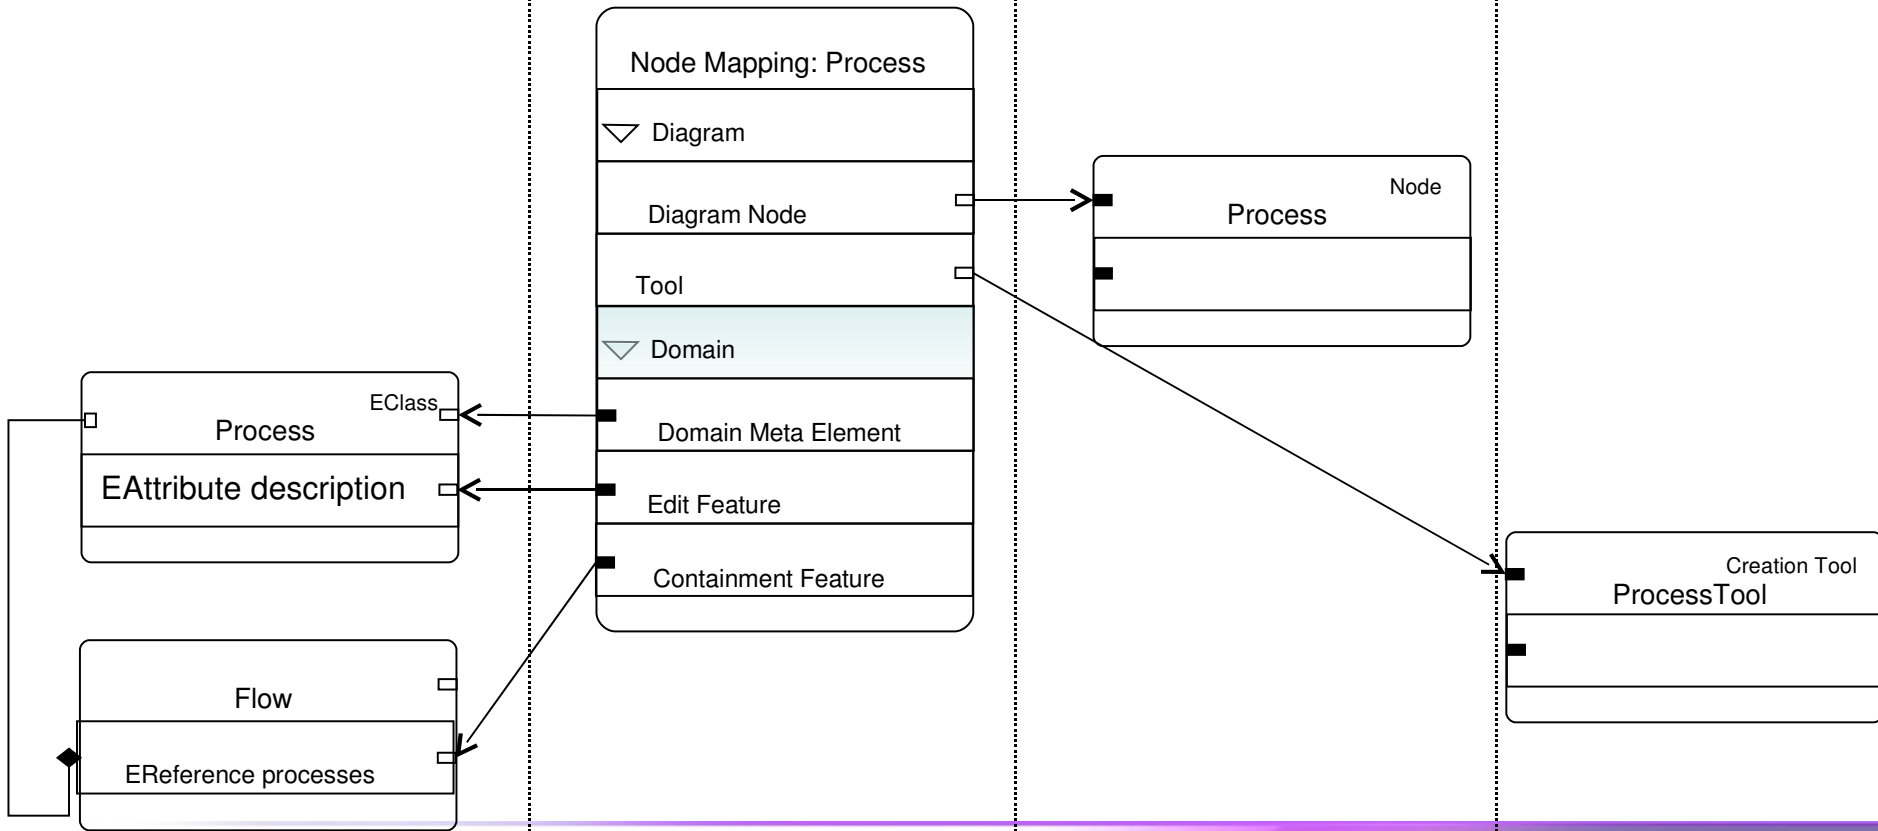 Node Mapping: Process
Diagram
Diagram Node
Tool
Domain
Domain Meta Element
Edit Feature
Containment Feature
EClass
Process
EAttribute description
Flow
EReference processes
Node
Process
Creation Tool
ProcessTool